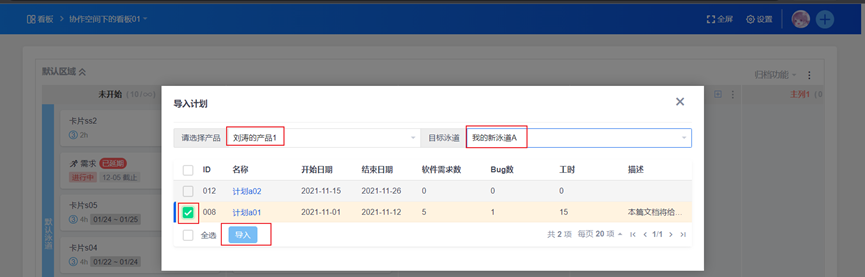 看板 > 协作空间下的看板01
全屏 设置
默认区域
归档功能
未开始 (10/∞)
主列1 (8
卡片ss2
2h
需求 已延期
进行中 12-05 截止
卡片s05
4h 01/24 ~ 01/25
卡片s04
4h 01/22 ~ 01/24
默认泳道
导入计划
请选择产品 刘涛的产品1 目标泳道 我的新泳道A
ID 名称 开始日期 结束日期 软件需求数 Bug数 工时 描述
012 计划a02 2021-11-15 2021-11-26 0 0 0
008 计划a01 2021-11-01 2021-11-12 5 1 15 本篇文档将给...
全选 导入 共 2 项 每页 20 项 1/1